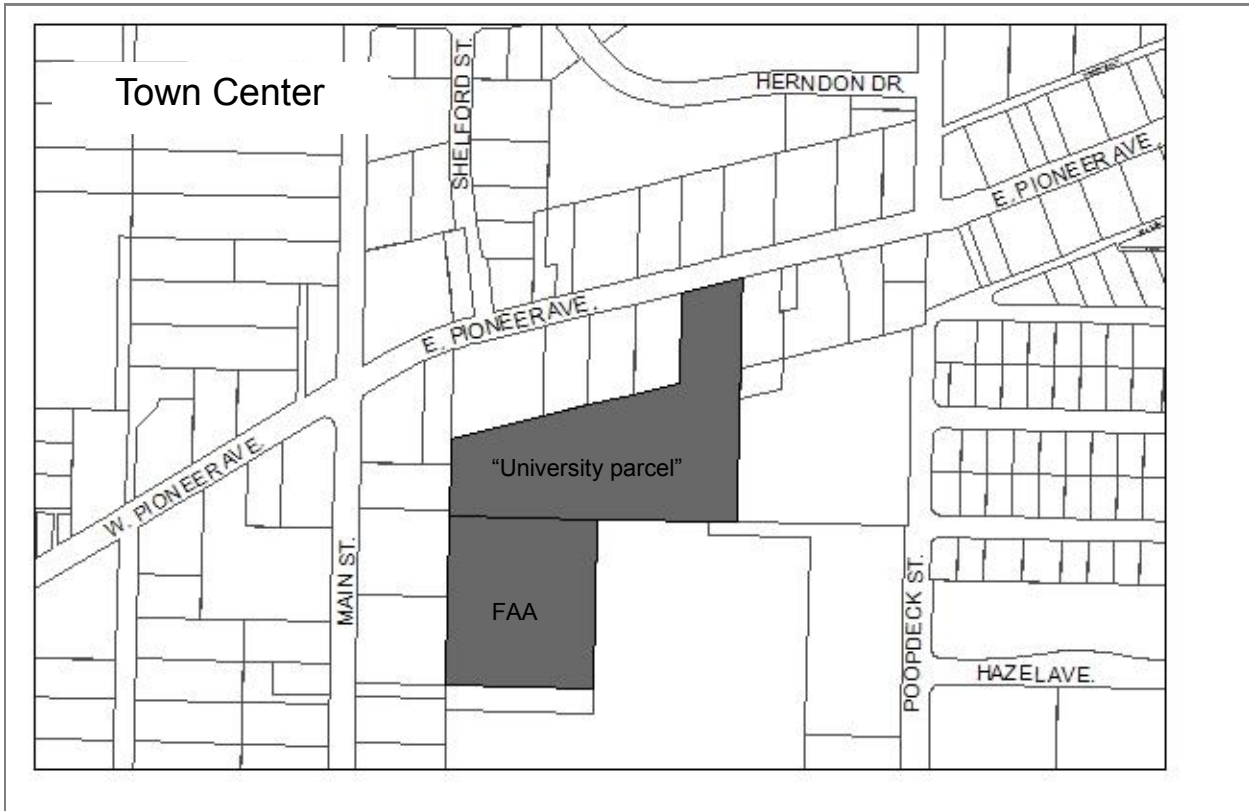 Town Center
SHELFORD ST.
HERNDON DR.
E. PIONEER AVE.
E. PIONEER AVE.
"University parcel"
W. PIONEER AVE.
MAIN ST.
FAA
POOPDECK ST.
HAZEL AVE.